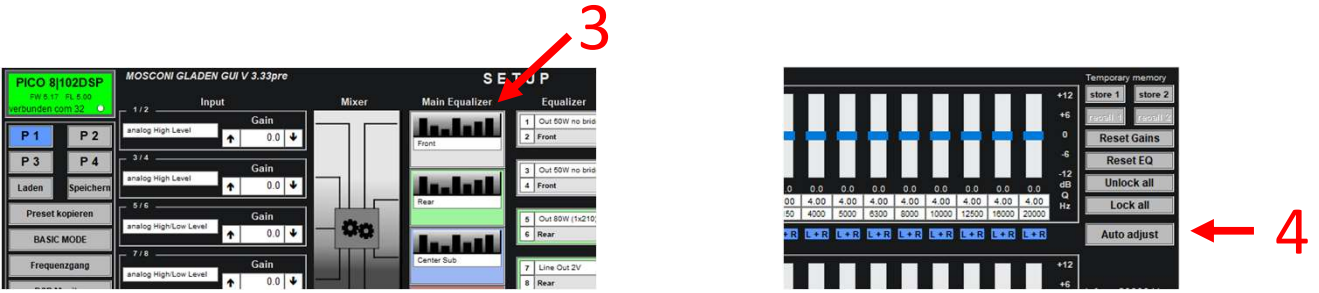 3
PICO 8|102DSP
FW 5.17 FL 5.00
verbunden com 32
P 1 P 2
P 3 P 4
Laden Speichern
Preset kopieren
BASIC MODE
Frequenzgang
MOSCONI GLADEN GUI V 3.33pre
SETUP
Input Mixer Main Equalizer Equalizer
1 / 2
Gain
analog High Level
0.0
3 / 4
Gain
analog High Level
0.0
5 / 6
Gain
analog High/Low Level
0.0
7 / 8
Gain
analog High/Low Level
0.0
Front
Rear
Center Sub
1 Out 50W no brid
2 Front
3 Out 50W no brid
4 Front
5 Out 80W (1x210
6 Rear
7 Line Out 2V
8 Rear
+12
+6
0
-6
-12
.0 0.0 0.0 0.0 0.0 0.0 0.0 0.0 0.0 dB
00 4.00 4.00 4.00 4.00 4.00 4.00 4.00 4.00 Q
150 4000 5000 6300 8000 10000 12500 16000 20000 Hz
+ R L + R L + R L + R L + R L + R L + R L + R L + R
+12
+6
Temporary memory
store 1 store 2
recall 1 recall 2
Reset Gains
Reset EQ
Unlock all
Lock all
Auto adjust
4